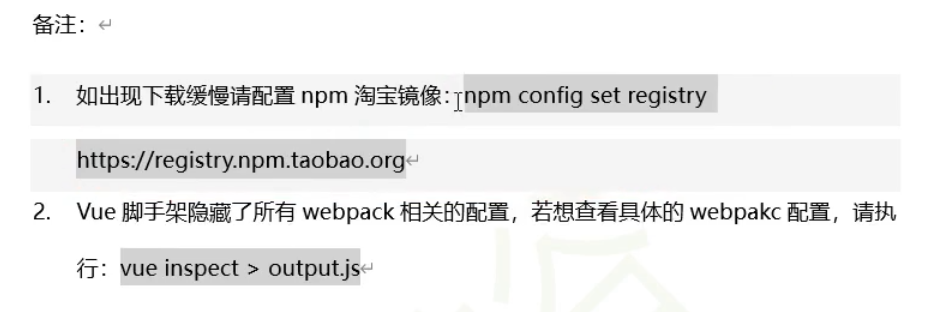 备注：
1. 如出现下载缓慢请配置 npm 淘宝镜像：npm config set registry
https://registry.npm.taobao.org
2. Vue 脚手架隐藏了所有 webpack 相关的配置，若想查看具体的 webpakc 配置，请执
行：vue inspect > output.js